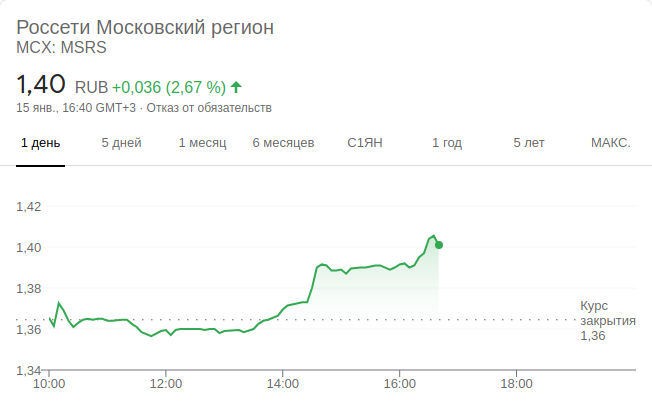 Россети Московский регион
MCX: MSRS
1,40 RUB +0,036 (2,67 %)
15 янв., 16:40 GMT+3 · Отказ от обязательств
1 день 5 дней 1 месяц 6 месяцев С1ЯН 1 год 5 лет МАКС.
1,42
1,40
1,38
1,36
1,34
Курс
закрытия
1,36
10:00 12:00 14:00 16:00 18:00